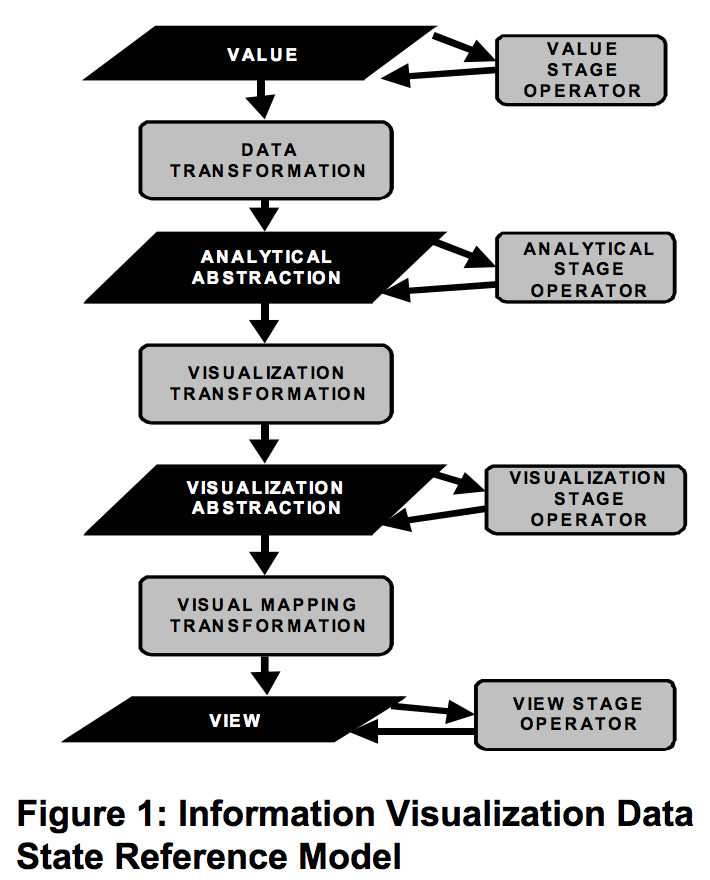 VALUE
VALUE
STAGE
OPERATOR
DATA
TRANSFORMATION
ANALYTICAL
ABSTRACTION
ANALYTICAL
STAGE
OPERATOR
VISUALIZATION
TRANSFORMATION
VISUALIZATION
ABSTRACTION
VISUALIZATION
STAGE
OPERATOR
VISUAL MAPPING
TRANSFORMATION
VIEW
VIEW STAGE
OPERATOR
Figure 1: Information Visualization Data
State Reference Model